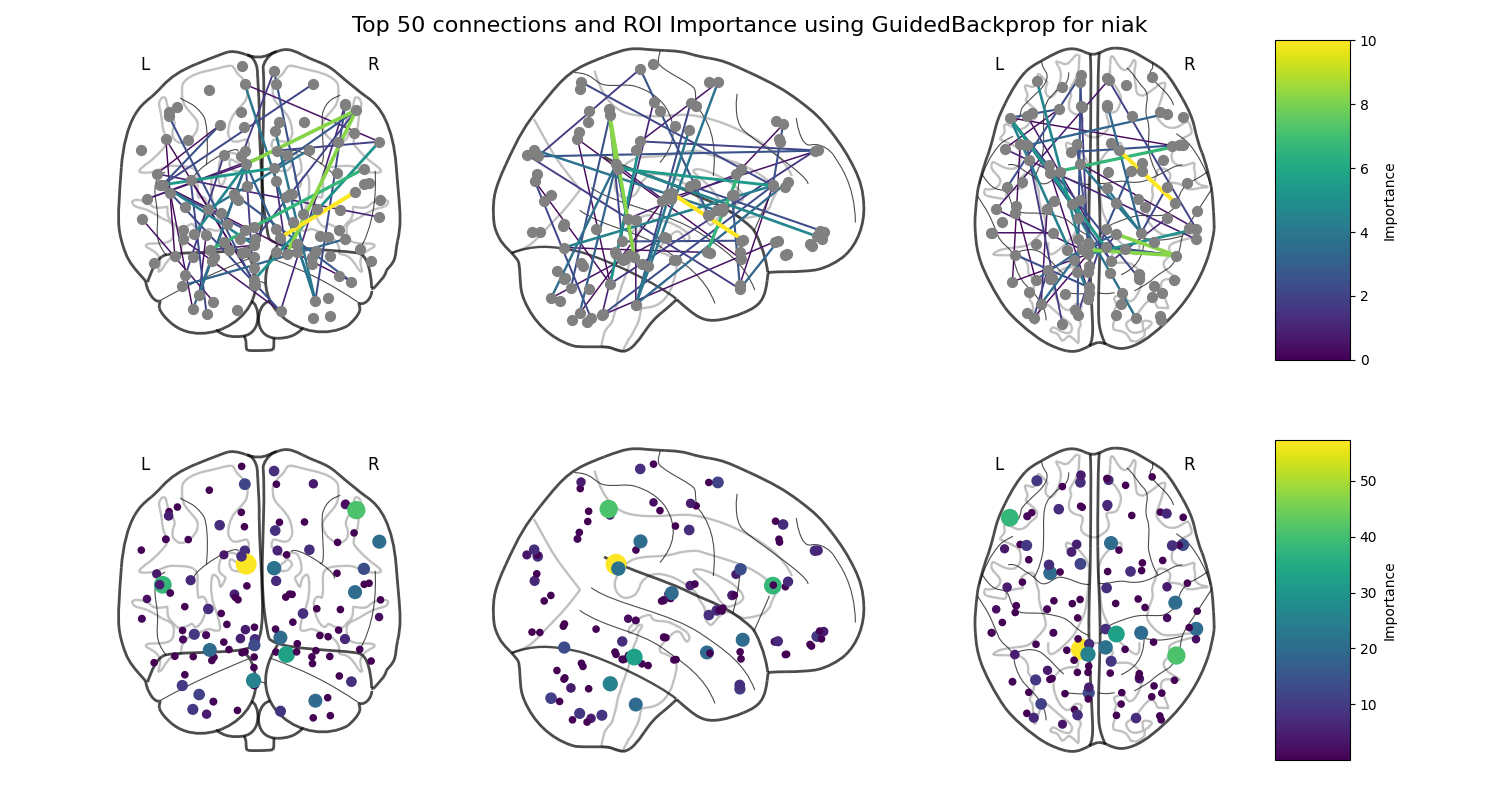 Top 50 connections and ROI Importance using GuidedBackprop for niak
L
R
L
R
10
8
6
4
2
0
Importance
L
R
L
R
50
40
30
20
10
Importance